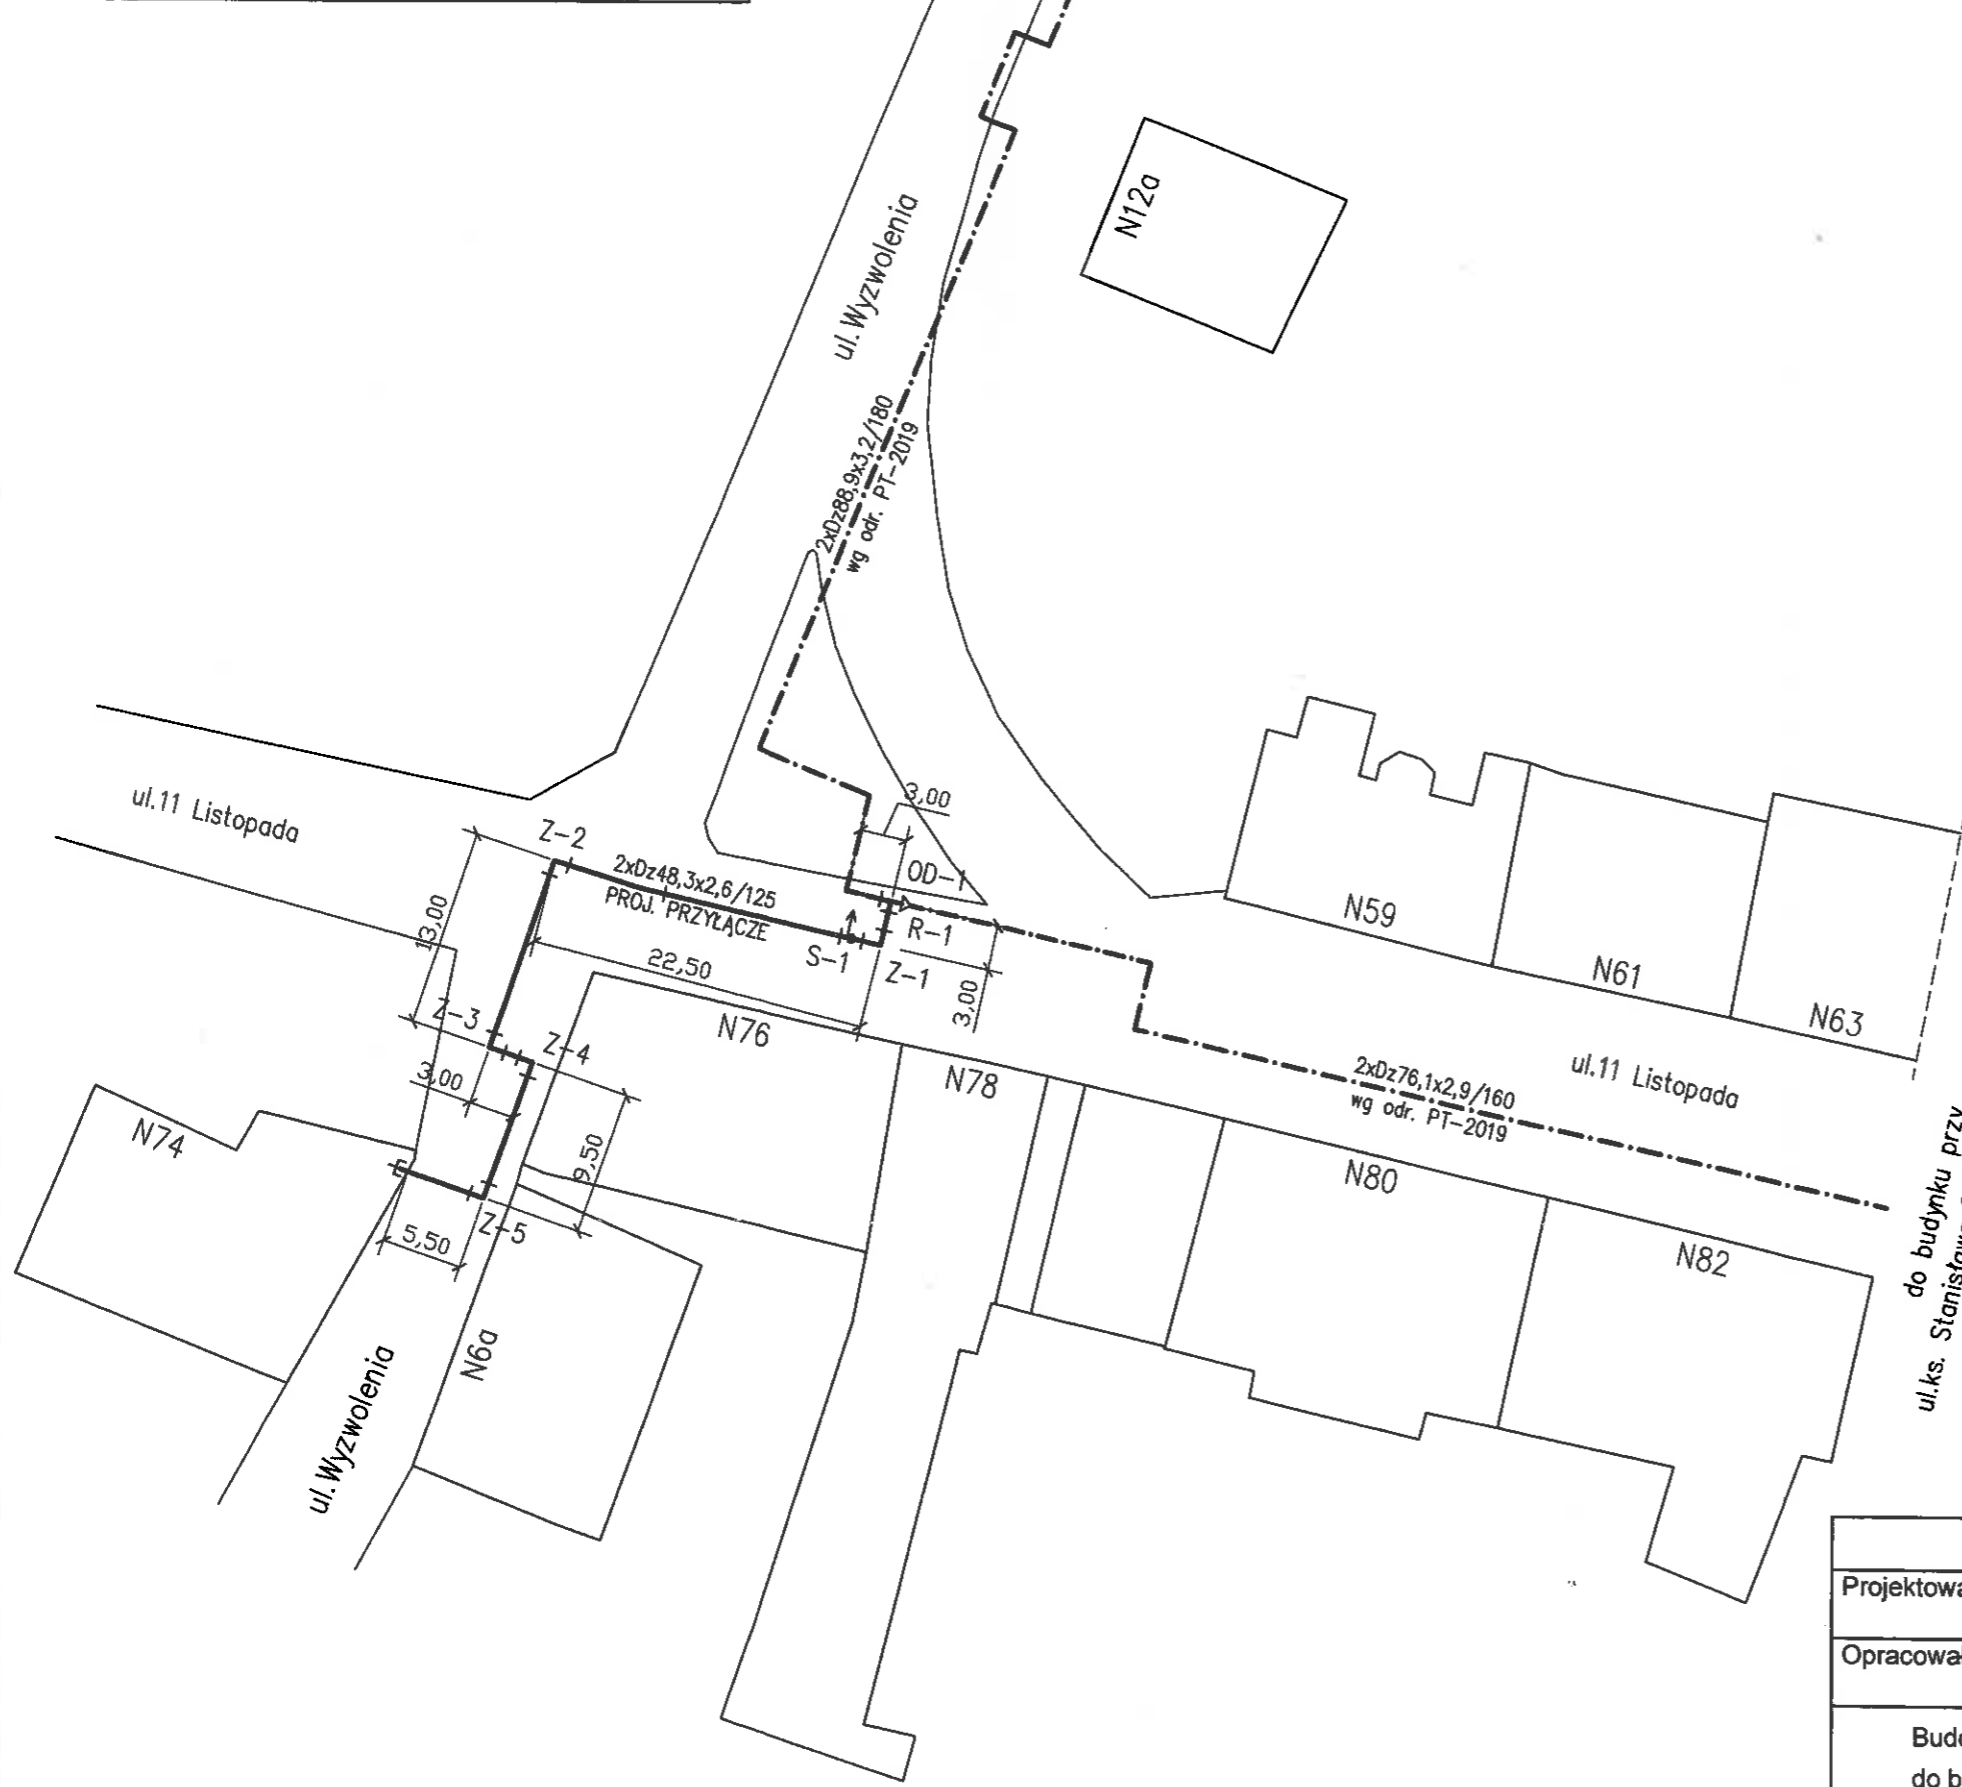 N12a
ul.Wyzwolenia
2xDz88,9x3,2/180
wg odr. PT-2019
ul.11 Listopada
Z-2
2xDz48,3x2,6/125
PROJ. PRZYŁĄCZE
3,00
OD-1
R-1
S-1
Z-1
13,00
22,50
3,00
N59
N61
N63
Z-3
Z-4
N76
N78
3,00
ul.11 Listopada
2xDz76,1x2,9/160
wg odr. PT-2019
N74
9,50
N80
Z-5
5,50
N82
do budynku przy
ul.ks.
N6a
ul.Wyzwolenia
do b